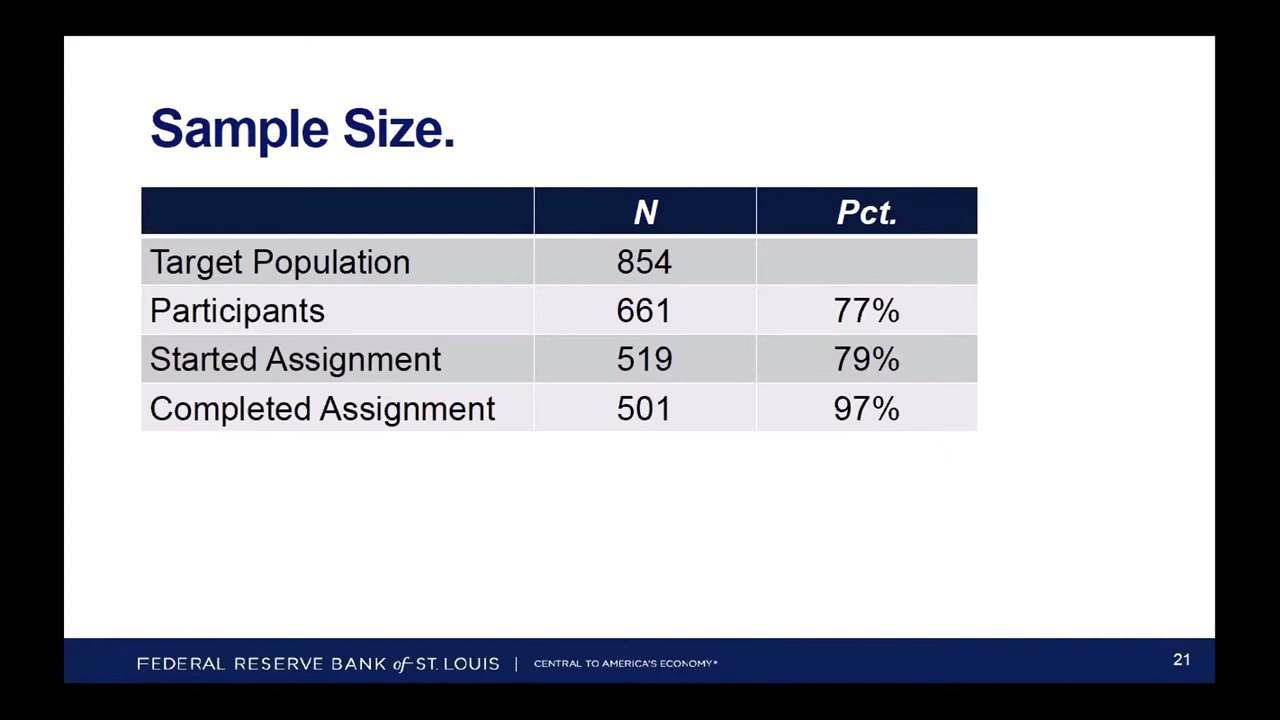 Sample Size.
N Pct.
Target Population 854
Participants 661 77%
Started Assignment 519 79%
Completed Assignment 501 97%
FEDERAL RESERVE BANK of ST. LOUIS | CENTRAL TO AMERICA'S ECONOMY® 21